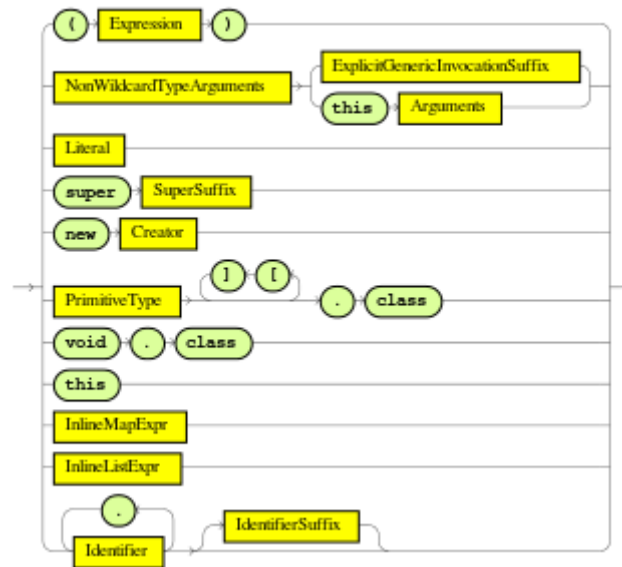 ( Expression )
ExplicitGenericInvocationSuffix
NonWildcardTypeArguments
this Arguments
Literal
super SuperSuffix
new Creator
] [
PrimitiveType . class
void . class
this
InlineMapExpr
InlineListExpr
.
IdentifierSuffix
Identifier